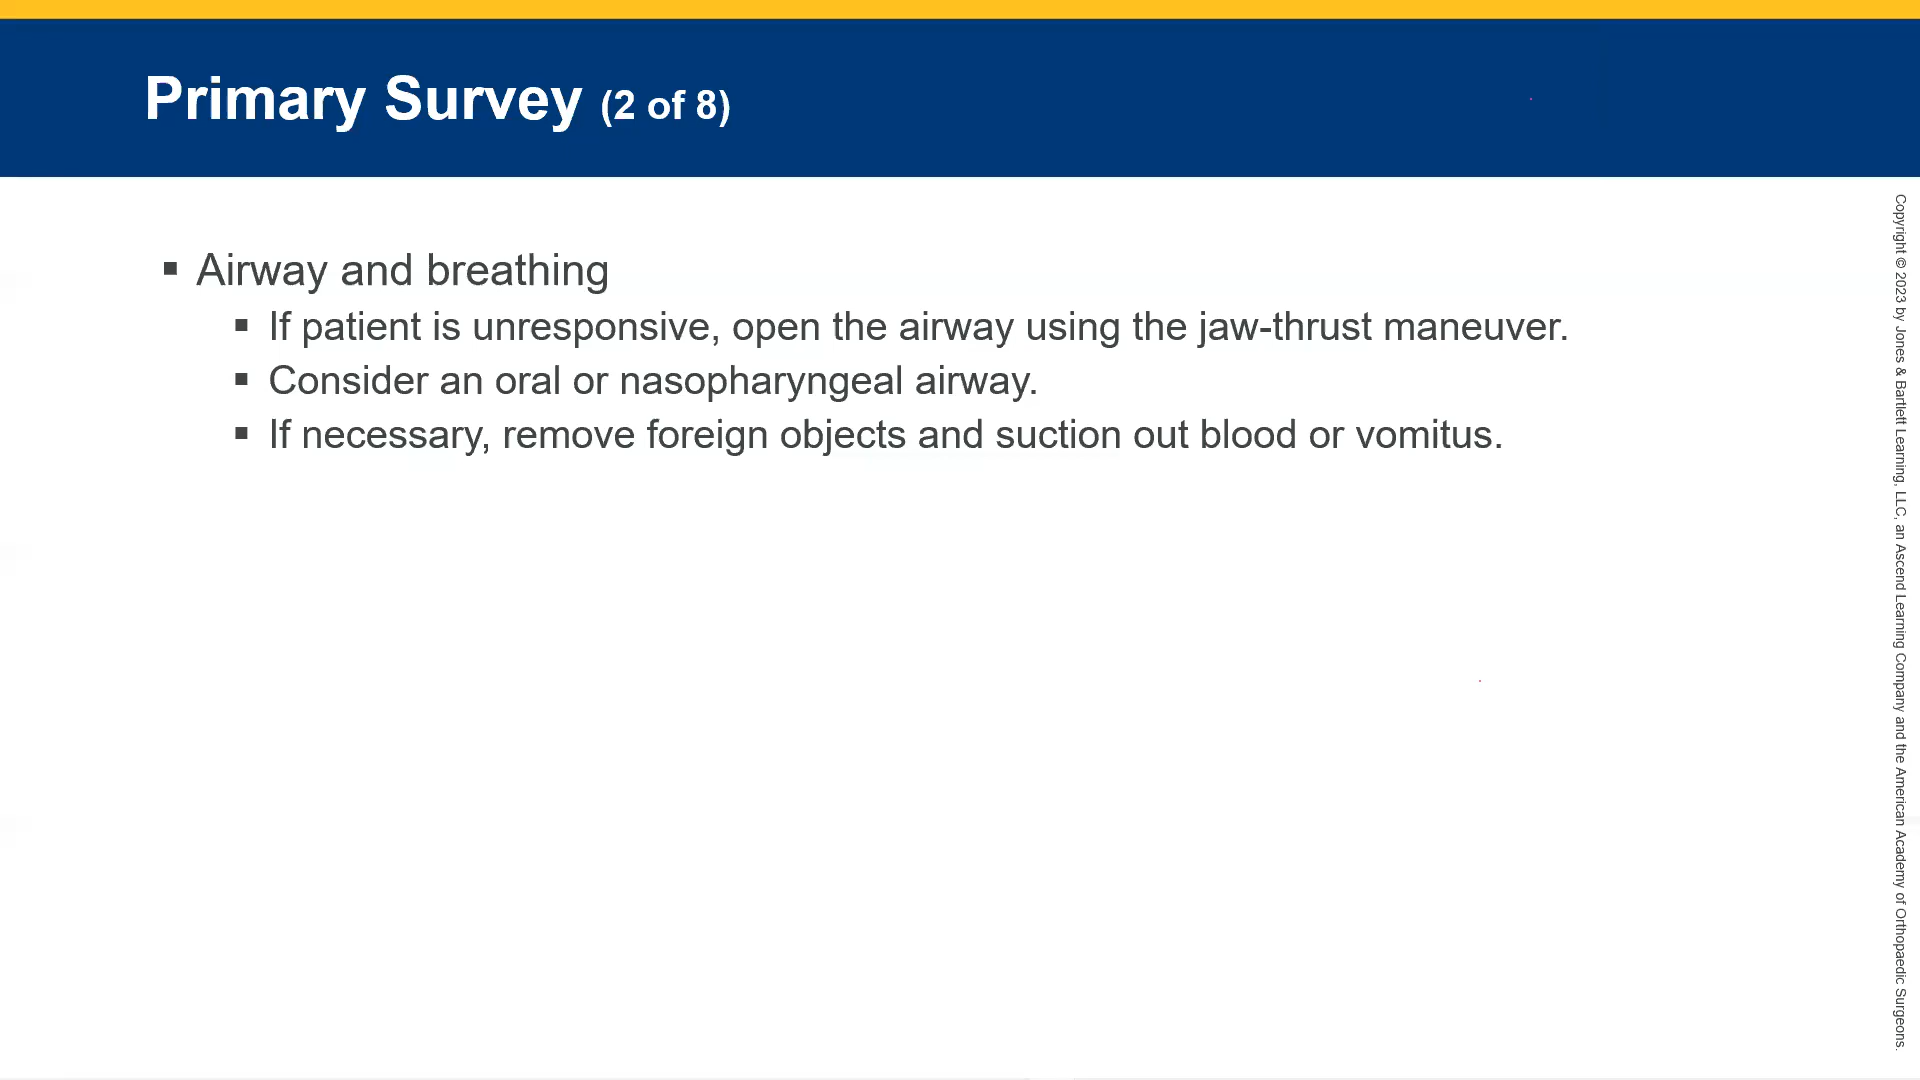 Primary Survey (2 of 8)
▪ Airway and breathing
▪ If patient is unresponsive, open the airway using the jaw-thrust maneuver.
▪ Consider an oral or nasopharyngeal airway.
▪ If necessary, remove foreign objects and suction out blood or vomitus.
Copyright © 2023 by Jones & Bartlett Learning, LLC, an Ascend Learning Company and the American Academy of Orthopaedic Surgeons.